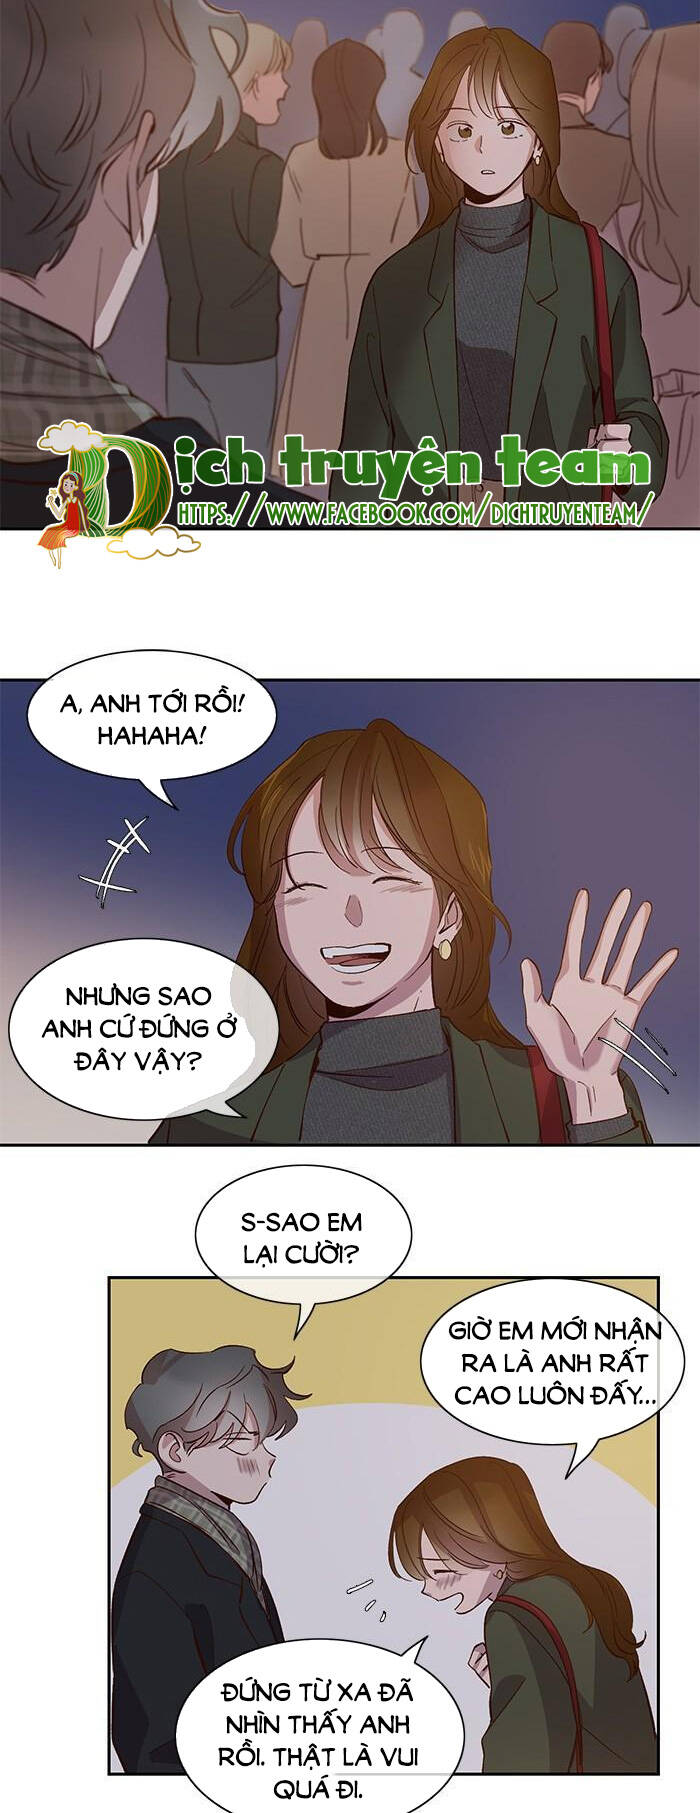 Dịch truyện team
HTTPS://WWW.FACEBOOK.COM/DICHTRUYENTEAM/
A, ANH TỚI RỒI!
HAHAHA!
NHƯNG SAO
ANH CỨ ĐỨNG Ở
ĐÂY VẬY?
S-SAO EM
LẠI CƯỜI?
GIỜ EM MỚI NHẬN
RA LÀ ANH RẤT
CAO LUÔN ĐẤY...
ĐỨNG TỪ XA ĐÃ
NHÌN THẤY ANH
RỒI. THẬT LÀ VUI
QUÁ ĐI.